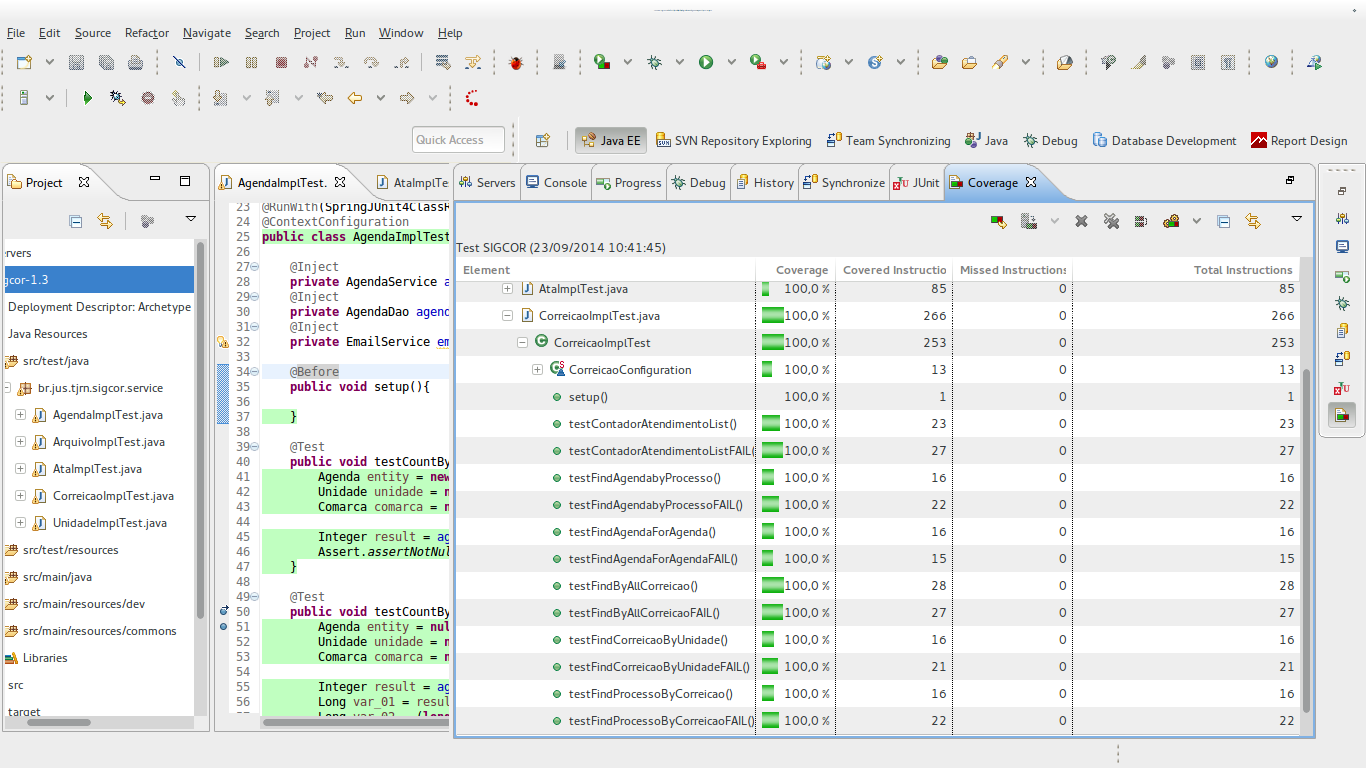 File Edit Source Refactor Navigate Search Project Run Window Help
Quick Access
Java EE SVN Repository Exploring Team Synchronizing Java Debug Database Development Report Design
Project
ervers
gcor-1.3
Deployment Descriptor: Archetype
Java Resources
src/test/java
br.jus.tjrn.sigcor.service
AgendaImplTest.java
ArquivoImplTest.java
AtaImplTest.java
CorreicaoImplTest.java
UnidadeImplTest.java
src/test/resources
src/main/java
src/main/resources/dev
src/main/resources/commons
Libraries
src
target
AgendaImplTest. AtaImplTe
23 @RunWith(SpringJUnit4ClassR
24 @ContextConfiguration
25 public class AgendaImplTest
26
27 @Inject
28 private AgendaService a
29 @Inject
30 private AgendaDao agend
31 @Inject
32 private EmailService em
33
34 @Before
35 public void setup(){
36
37 }
38
39 @Test
40 public void testCountBy
41 Agenda entity = new
42 Unidade unidade = n
43 Comarca comarca = n
44
45 Integer result = ag
46 Assert.assertNotNul
47 }
48
49 @Test
50 public void testCountBy
51 Agenda entity = nul
52 Unidade unidade = n
53 Comarca comarca = n
54
55 Integer result = ag
56 Long var_01 = resul
Servers Console Progress Debug History Synchronize JUnit Coverage
Test SIGCOR (23/09/2014 10:41:45)
Element Coverage Covered Instructio Missed Instructions Total Instructions
AtaImplTest.java 100,0 % 85 0 85
CorreicaoImplTest.java 100,0 % 266 0 266
CorreicaoImplTest 100,0 % 253 0 253
CorreicaoConfiguration 100,0 % 13 0 13
setup() 100,0 % 1 0 1
testContadorAtendimentoList() 100,0 % 23 0 23
testContadorAtendimentoListFAIL( 100,0 % 27 0 27
testFindAgendabyProcesso() 100,0 % 16 0 16
testFindAgendabyProcessoFAIL() 100,0 % 22 0 22
testFindAgendaForAgenda() 100,0 % 16 0 16
testFindAgendaForAgendaFAIL() 100,0 % 15 0 15
testFindByAllCorreicao() 100,0 % 28 0 28
testFindByAllCorreicaoFAIL() 100,0 % 27 0 27
testFindCorreicaoByUnidade() 100,0 % 16 0 16
testFindCorreicaoByUnidadeFAIL() 100,0 % 21 0 21
testFindProcessoByCorreicao() 100,0 % 16 0 16
testFindProcessoByCorreicaoFAIL() 100,0 % 22 0 22